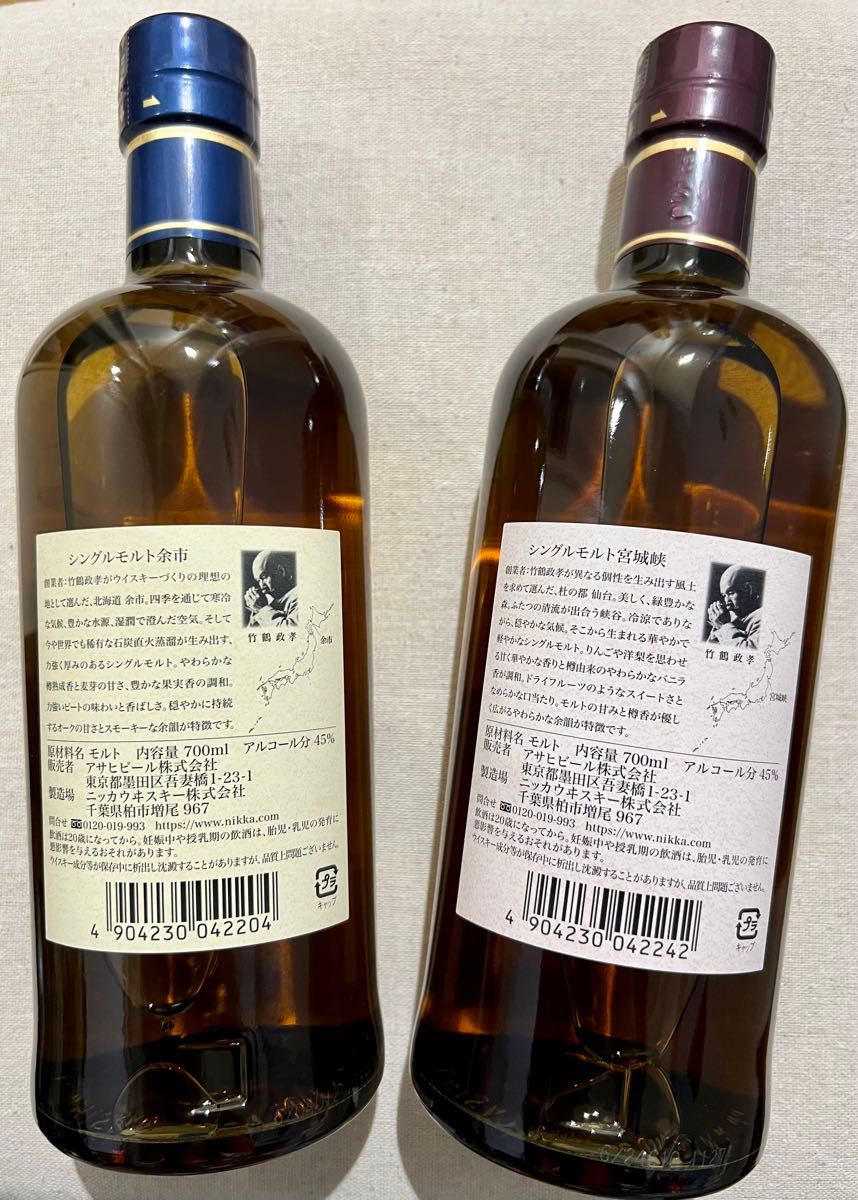 シングルモルト余市
創業者:竹鶴政孝がウイスキーづくりの理想の
地として選んだ、北海道 余市。四季を通じて寒冷
な気候、豊かな水源、湿潤で澄んだ空気。そして
今や世界でも稀有な石炭直火蒸溜が生み出す、
力強く厚みのあるシングルモルト。やわらかな
樽熟成香と麦芽の甘さ、豊かな果実香の調和。
力強いピートの味わいと香ばしさ。穏やかに持続
するオークの甘さとスモーキーな余韻が特徴です。
竹鶴政孝
余市
原材料名 モルト 内容量 700ml アルコール分 45%
販売者 アサヒビール株式会社
東京都墨田区吾妻橋1-23-1
製造場 ニッカウヰスキー株式会社
千葉県柏市増尾 967
問合せ 0120-019-993 https://www.nikka.com
飲酒は20歳になってから。妊娠中や授乳期の飲酒は、胎児・乳児の発育に
悪影響を与えるおそれがあります。
ウイスキー成分等が保存中に析出し沈澱することがありますが、品質上問題ございません。
4 904230 042204
プラ
キャップ
シングルモルト宮城峡
創業者:竹鶴政孝が異なる個性を生み出す風土
を求めて選んだ、杜の都 仙台。美しく、緑豊かな
森。ふたつの清流が出合う峡谷。冷涼でありな
がら、穏やかな気候。そこから生まれる華やかで
軽やかなシングルモルト。りんごや洋梨を思わせ
る甘く華やかな香りと樽由来のやわらかなバニラ
香が調和。ドライフルーツのようなスイートさと
なめらかな口当たり。モルトの甘みと樽香が優し
く広がるやわらかな余韻が特徴です。
竹鶴政孝
宮城峡
原材料名 モルト 内容量 700ml アルコール分 45%
販売者 アサヒビール株式会社
東京都墨田区吾妻橋1-23-1
製造場 ニッカウヰスキー株式会社
千葉県柏市増尾 967
問合せ 0120-019-993 https://www.nikka.com
飲酒は20歳になってから。妊娠中や授乳期の飲酒は、胎児・乳児の発育に
悪影響を与えるおそれがあります。
ウイスキー成分等が保存中に析出し沈澱することがありますが、品質上問題ございません。
4 904230 042242
プラ
キャップ